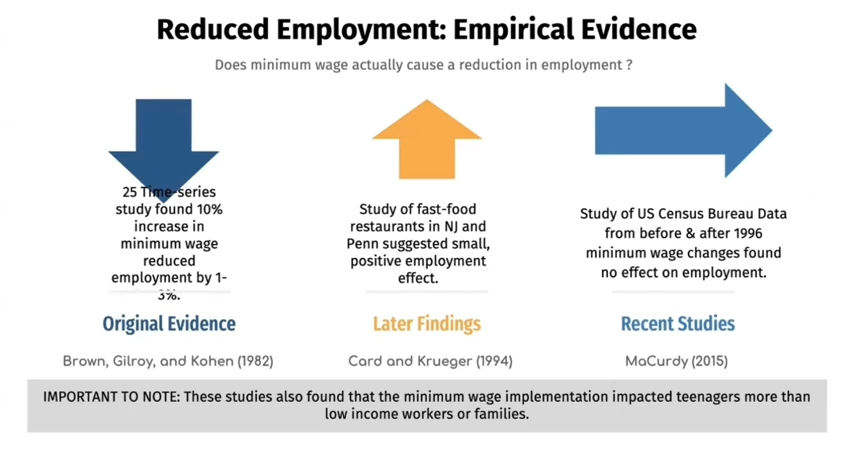 Reduced Employment: Empirical Evidence
Does minimum wage actually cause a reduction in employment ?
25 Time-series
study found 10%
increase in
minimum wage
reduced
employment by 1-
3%.
Original Evidence
Brown, Gilroy, and Kohen (1982)
Study of fast-food
restaurants in NJ and
Penn suggested small,
positive employment
effect.
Later Findings
Card and Krueger (1994)
Study of US Census Bureau Data
from before & after 1996
minimum wage changes found
no effect on employment.
Recent Studies
MaCurdy (2015)
IMPORTANT TO NOTE: These studies also found that the minimum wage implementation impacted teenagers more than
low income workers or families.